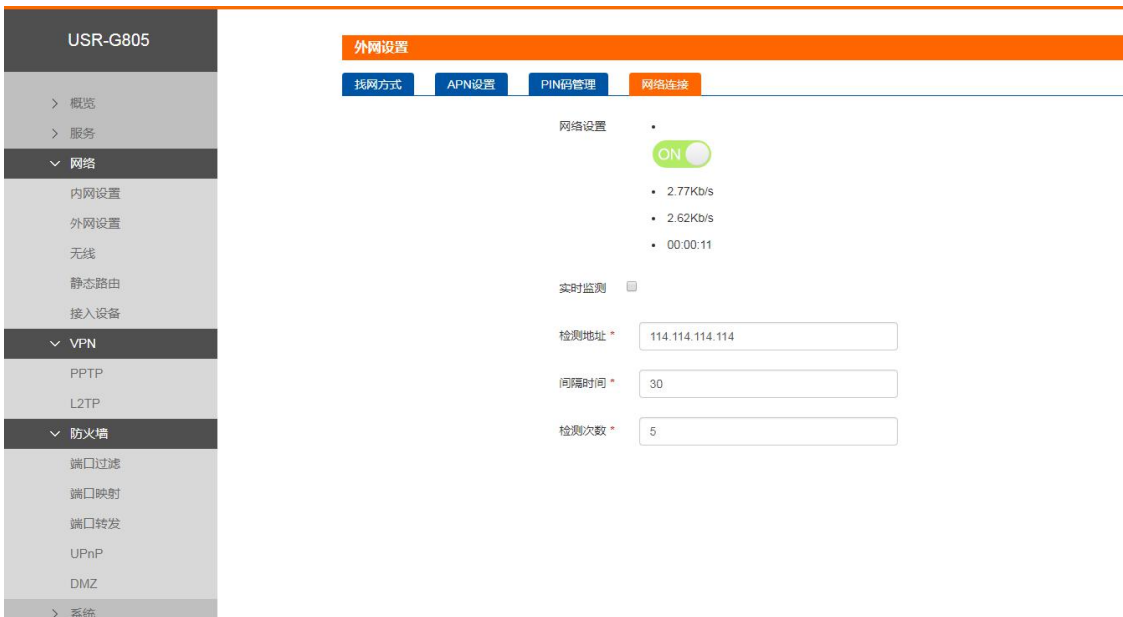 USR-G805
概览
服务
网络
内网设置
外网设置
无线
静态路由
接入设备
VPN
PPTP
L2TP
防火墙
端口过滤
端口映射
端口转发
UPnP
DMZ
系统
外网设置
找网方式 APN设置 PIN码管理 网络连接
网络设置
ON
2.77Kb/s
2.62Kb/s
00:00:11
实时监测
检测地址 * 114.114.114.114
间隔时间 * 30
检测次数 * 5